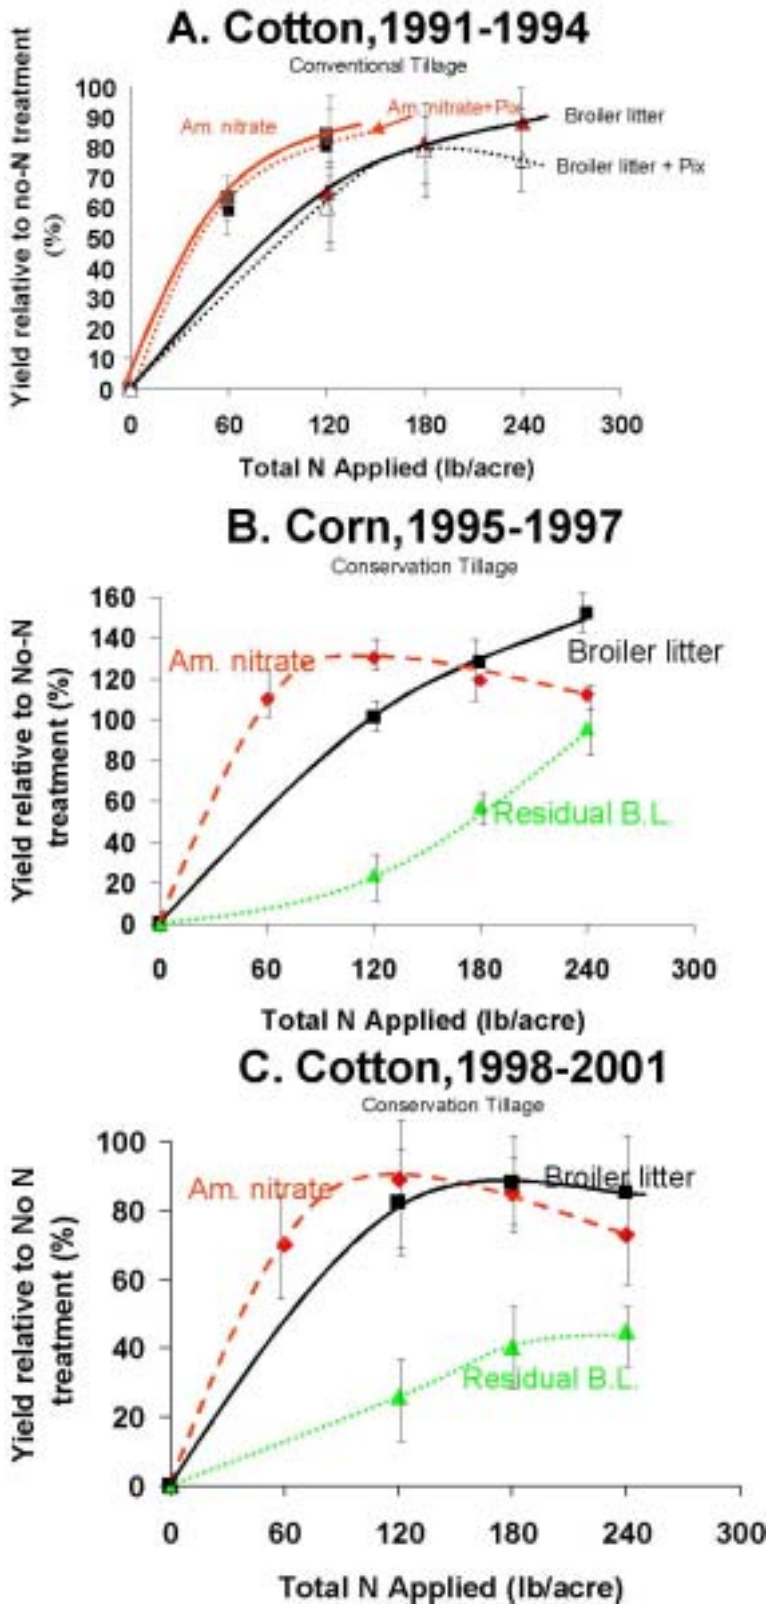 A. Cotton,1991-1994
Conventional Tillage
Yield relative to no-N treatment
(%)
100
90
80
70
60
50
40
30
20
10
0
Am. nitrate
Am. nitrate+Pix
Broiler litter
Broiler litter + Pix
0 60 120 180 240 300
Total N Applied (lb/acre)
B. Corn,1995-1997
Conservation Tillage
Yield relative to No-N
treatment (%)
160
140
120
100
80
60
40
20
0
Am. nitrate
Broiler litter
Residual B.L.
0 60 120 180 240 300
Total N Applied (lb/acre)
C. Cotton,1998-2001
Conservation Tillage
Yield relative to No N
treatment (%)
100
80
60
40
20
0
Am. nitrate
Broiler litter
Residual B.L.
0 60 120 180 240 300
Total N Applied (lb/acre)